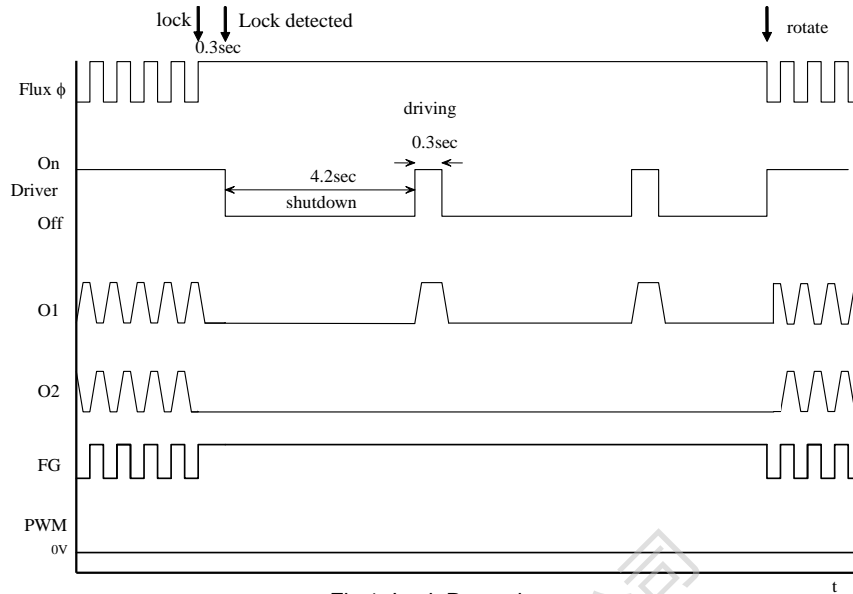 lock
Lock detected
rotate
0.3sec
Flux ϕ
driving
0.3sec
On
Driver
4.2sec
shutdown
Off
O1
O2
FG
PWM
0V
t